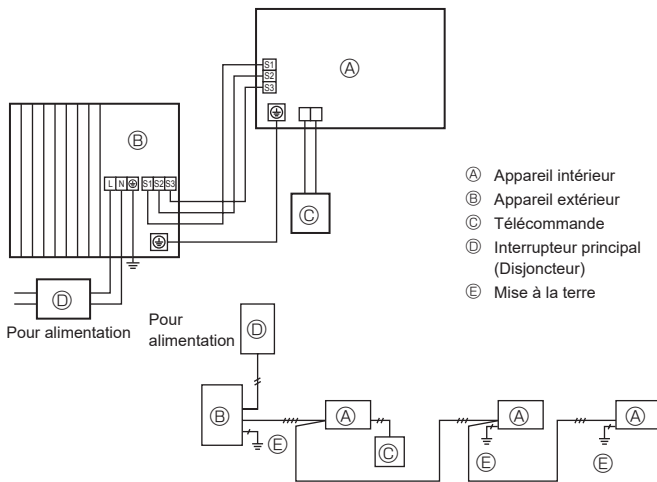 S1
S2
S3
Ⓐ
Ⓑ
L N S1 S2 S3
Ⓒ
Ⓓ
Pour alimentation
Ⓐ Appareil intérieur
Ⓑ Appareil extérieur
Ⓒ Télécommande
Ⓓ Interrupteur principal
(Disjoncteur)
Ⓔ Mise à la terre
Pour
alimentation
Ⓓ
Ⓑ
Ⓔ
Ⓐ
Ⓒ
Ⓐ
Ⓔ
Ⓐ
Ⓔ